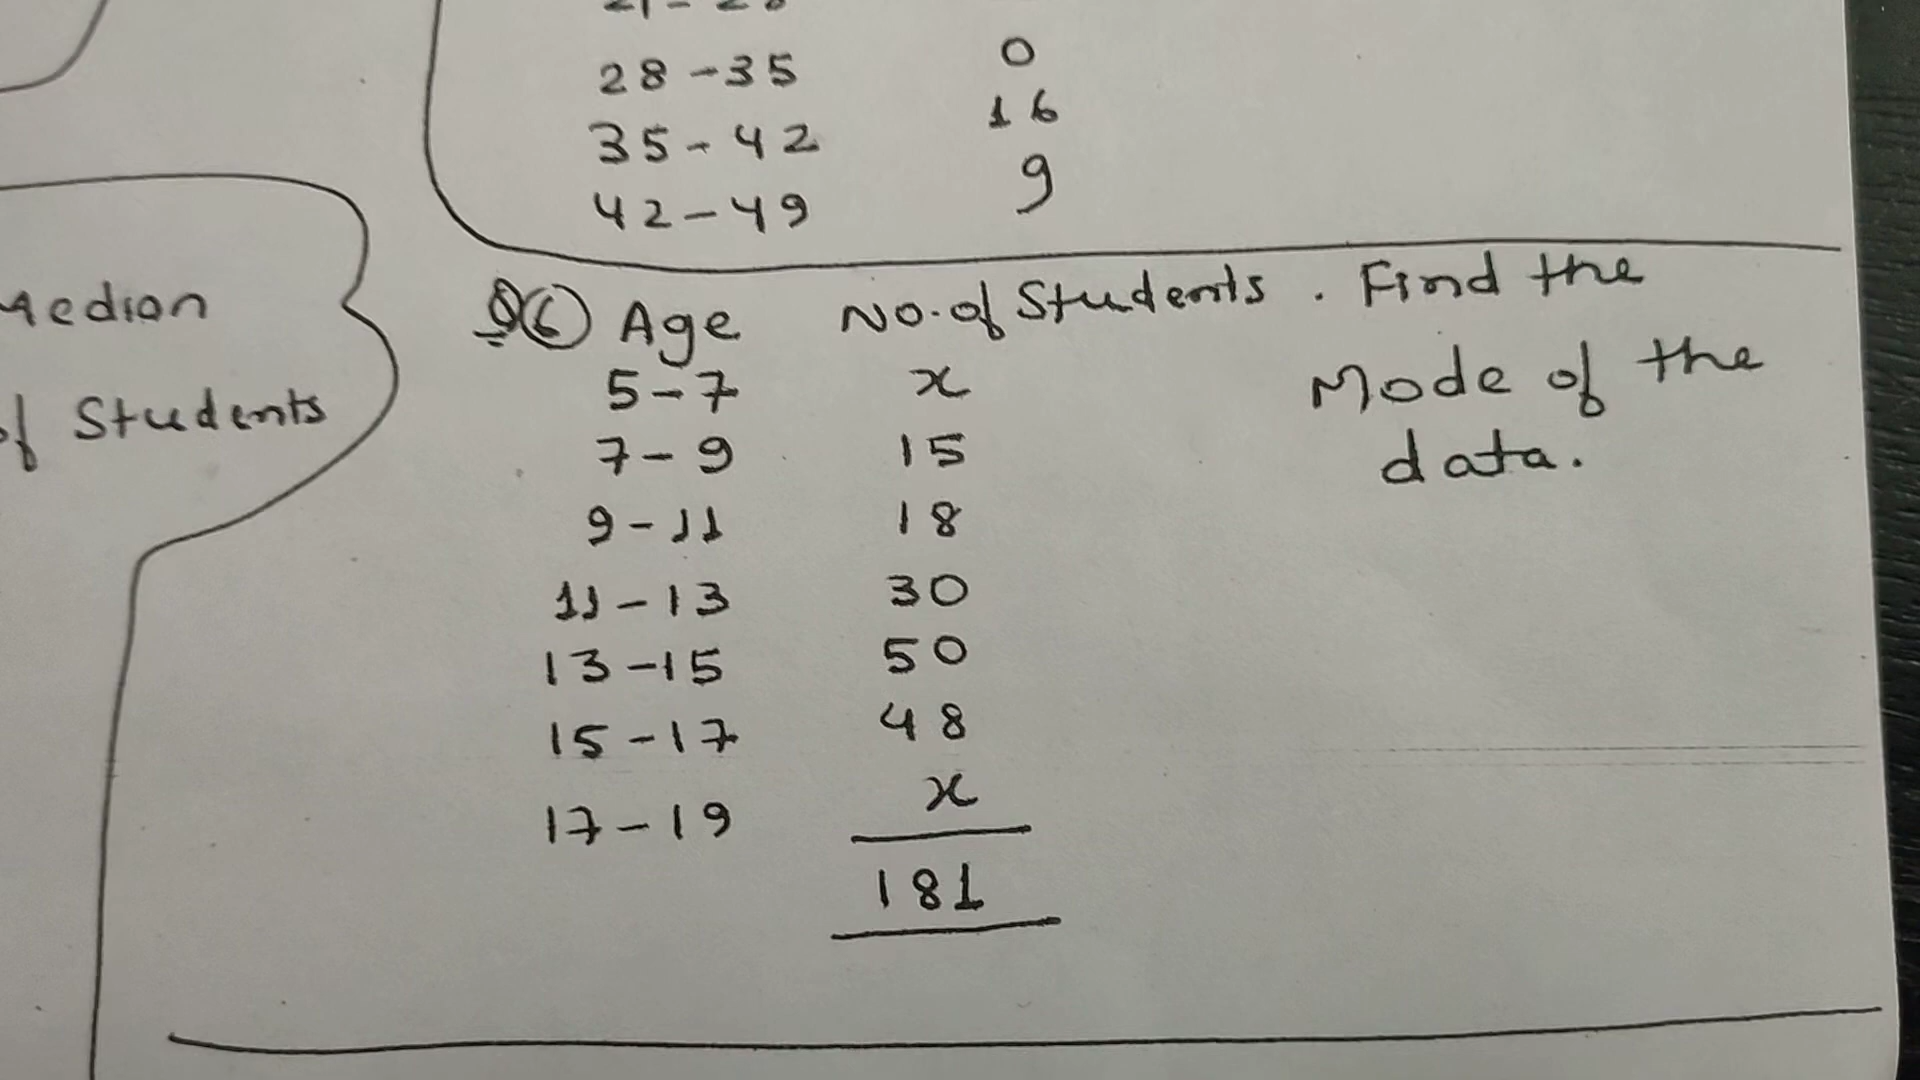 28-35 0
35-42 16
42-49 9
Median
of Students
Q6 Age No. of Students. Find the
Mode of the
data.
5-7 x
7-9 15
9-11 18
11-13 30
13-15 50
15-17 48
17-19 x
181